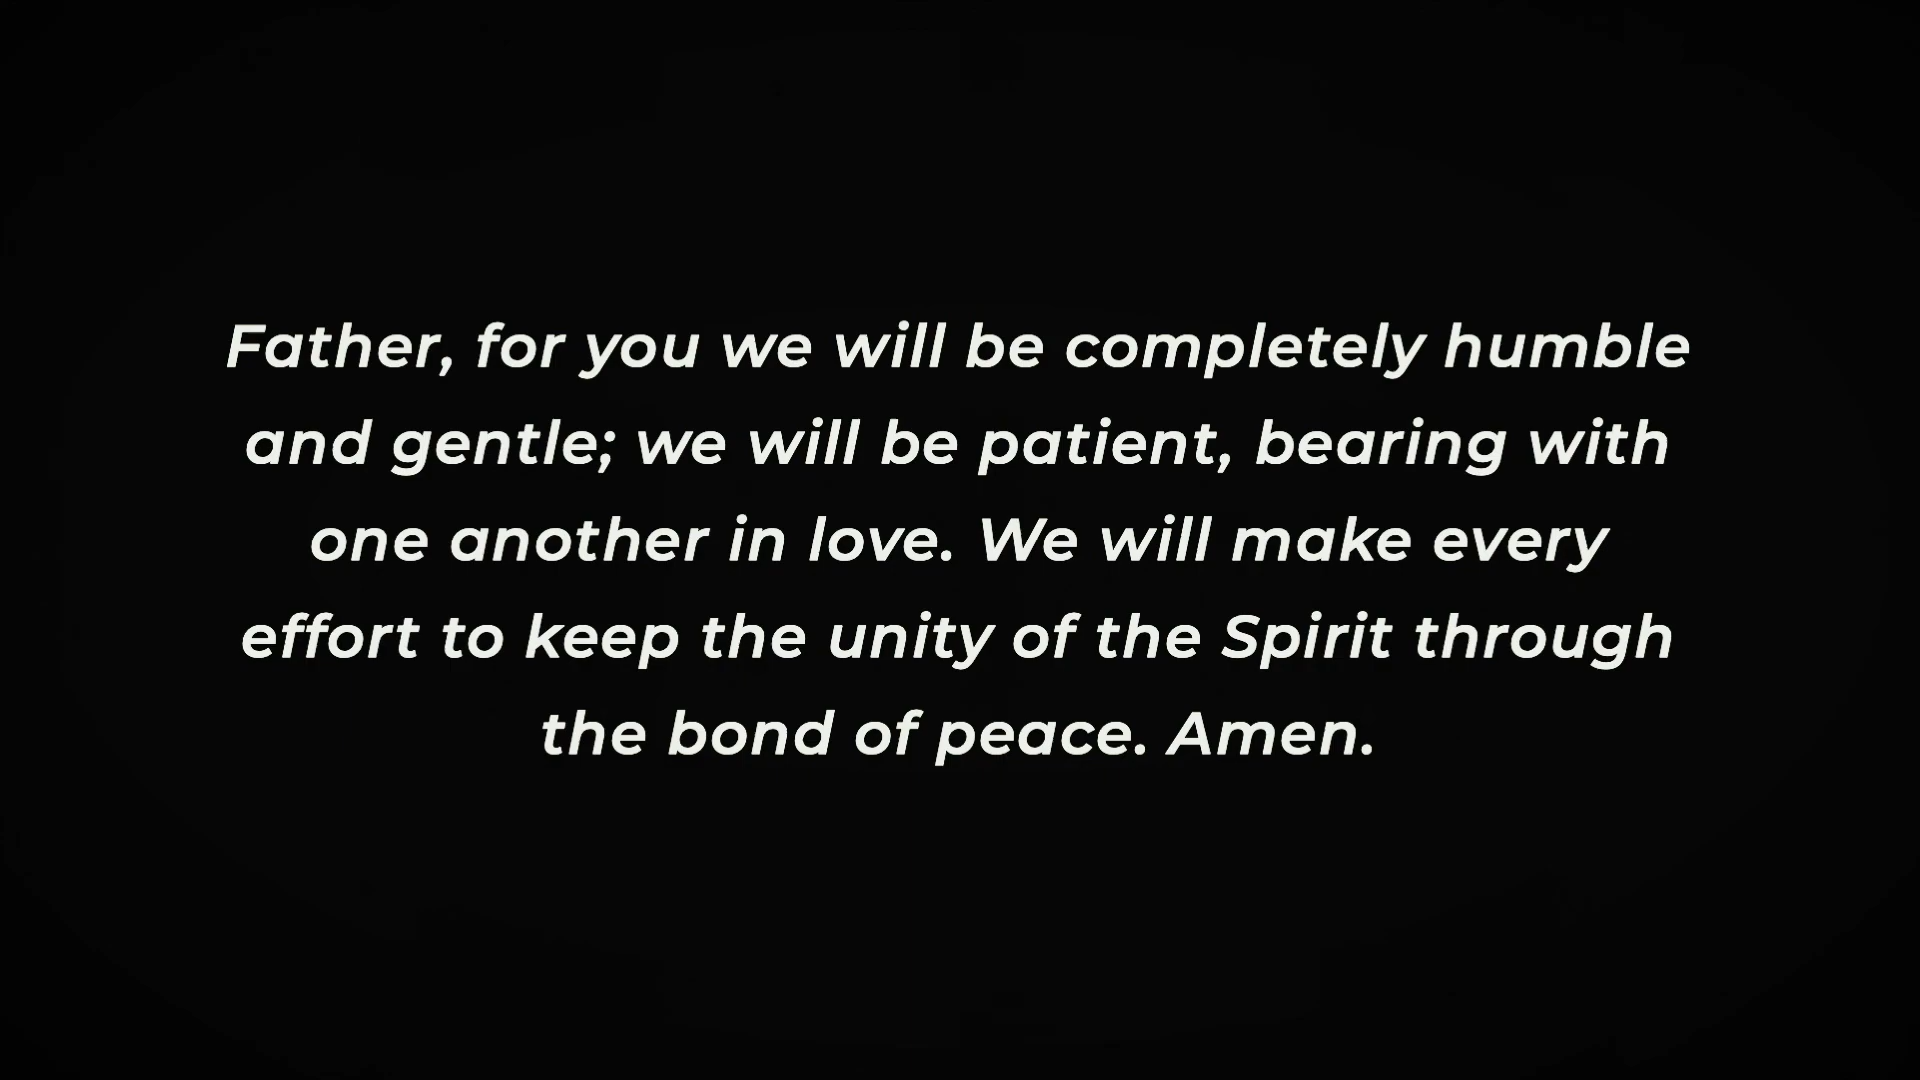 Father, for you we will be completely humble
and gentle; we will be patient, bearing with
one another in love. We will make every
effort to keep the unity of the Spirit through
the bond of peace. Amen.